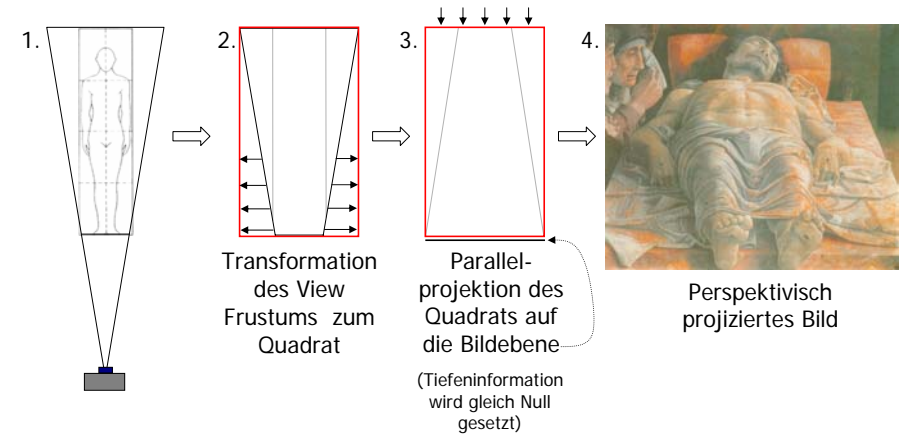 1.
2.
3.
4.
Transformation
des View
Frustums zum
Quadrat
Parallel-
projektion des
Quadrats auf
die Bildebene
(Tiefeninformation
wird gleich Null
gesetzt)
Perspektivisch
projiziertes Bild